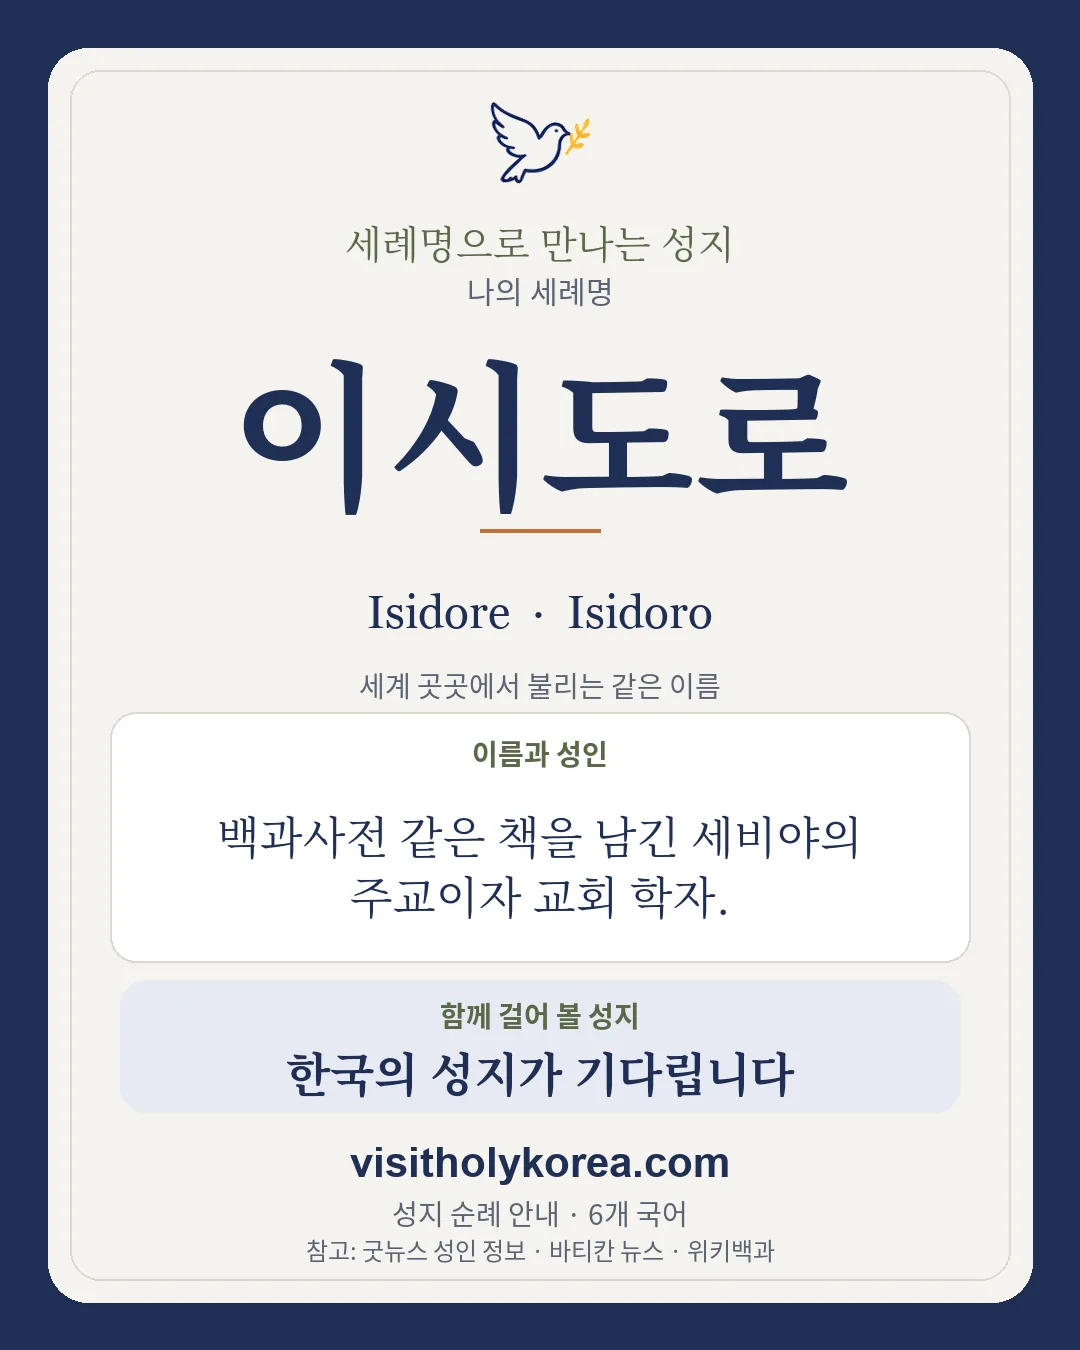 세례명으로 만나는 성지
나의 세례명
이시도로
Isidore · Isidoro
세계 곳곳에서 불리는 같은 이름
이름과 성인
백과사전 같은 책을 남긴 세비야의
주교이자 교회 학자.
함께 걸어 볼 성지
한국의 성지가 기다립니다
visitholykorea.com
성지 순례 안내 · 6개 국어
참고: 굿뉴스 성인 정보 · 바티칸 뉴스 · 위키백과